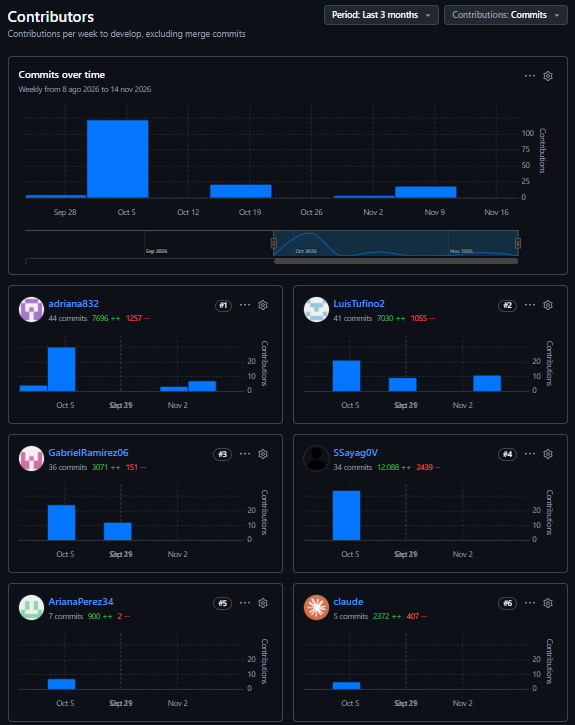 Contributors
Period: Last 3 months
Contributions: Commits
Contributions per week to develop, excluding merge commits
Commits over time
Weekly from 8 ago 2026 to 14 nov 2026
100
75
50
25
0
Contributions
Sep 28
Oct 5
Oct 12
Oct 19
Oct 26
Nov 2
Nov 9
Nov 16
Sep 2026
Oct 2026
Nov 2026
adriana832
#1
44 commits 7696 ++ 1257 --
20
10
0
Contributions
Oct 5
Nov 2
LuisTufino2
#2
41 commits 7030 ++ 1055 --
20
10
0
Contributions
Oct 5
Nov 2
GabrielRamirez06
#3
36 commits 3071 ++ 151 --
20
10
0
Contributions
Oct 5
Nov 2
SSayag0V
#4
34 commits 12.088 ++ 2439 --
20
10
0
Contributions
Oct 5
Nov 2
ArianaPerez34
#5
7 commits 900 ++ 2 --
20
10
0
Contributions
Oct 5
Nov 2
claude
#6
5 commits 2372 ++ 407 --
20
10
0
Contributions
Oct 5
Nov 2